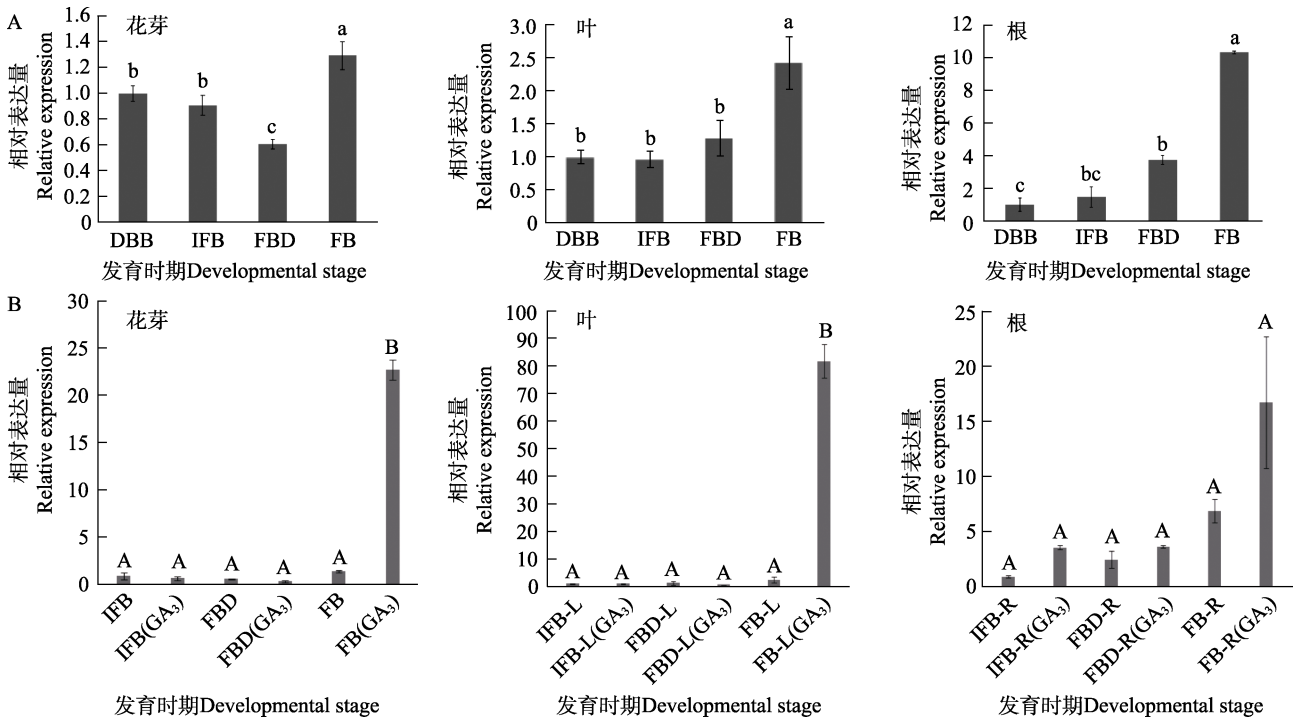 A
花芽
相对表达量
Relative expression
1.6
1.4
1.2
1.0
0.8
0.6
0.4
0.2
0
b
b
c
a
DBB IFB FBD FB
发育时期Developmental stage
叶
相对表达量
Relative expression
3.0
2.5
2.0
1.5
1.0
0.5
0
b
b
b
a
DBB IFB FBD FB
发育时期Developmental stage
根
相对表达量
Relative expression
12
10
8
6
4
2
0
c
bc
b
a
DBB IFB FBD FB
发育时期Developmental stage
B
花芽
相对表达量
Relative expression
30
25
20
15
10
5
0
A
A
A
A
A
B
IFB
IFB(GA₃)
FBD
FBD(GA₃)
FB
FB(GA₃)
发育时期Developmental stage
叶
相对表达量
Relative expression
100
90
80
70
60
50
40
30
20
10
0
A
A
A
A
A
B
IFB-L
IFB-L(GA₃)
FBD-L
FBD-L(GA₃)
FB-L
FB-L(GA₃)
发育时期Developmental stage
根
相对表达量
Relative expression
25
20
15
10
5
0
A
A
A
A
A
A
IFB-R
IFB-R(GA₃)
FBD-R
FBD-R(GA₃)
FB-R
FB-R(GA₃)
发育时期Developmental stage